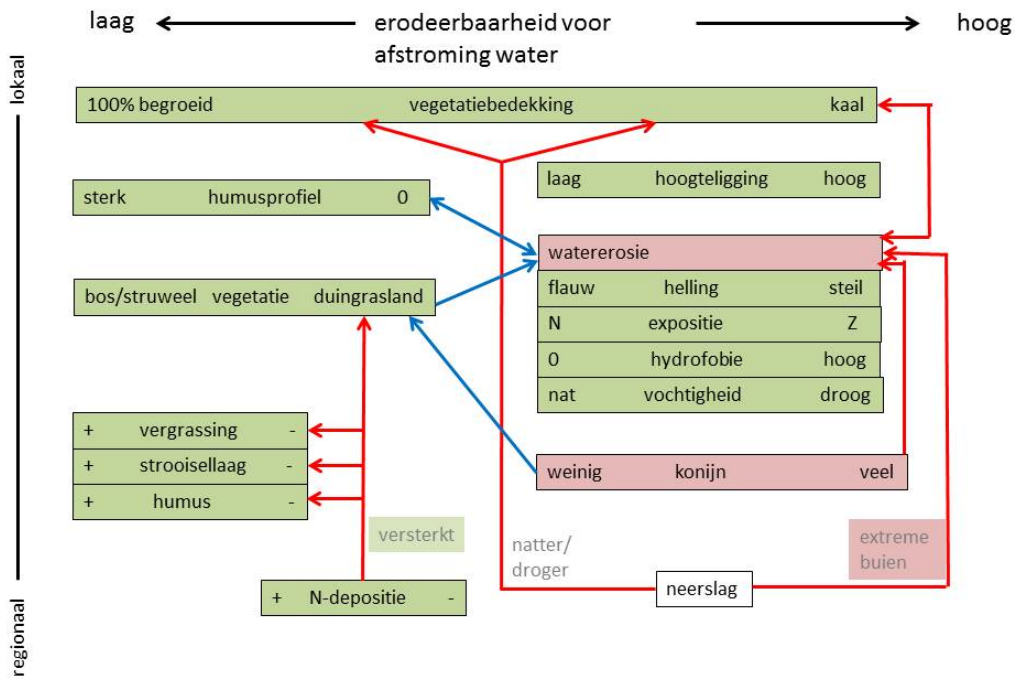 laag erodeerbaarheid voor hoog
afstroming water
lokaal
100% begroeid vegetatiebedekking kaal
laag hoogteligging hoog
sterk humusprofiel 0
watererosie
bos/struweel vegetatie duingrasland
flauw helling steil
N expositie Z
0 hydrofobie hoog
nat vochtigheid droog
+ vergrassing -
+ strooisellaag -
+ humus -
weinig konijn veel
versterkt
natter/
droger
extreme
buien
+ N-depositie -
neerslag
regionaal